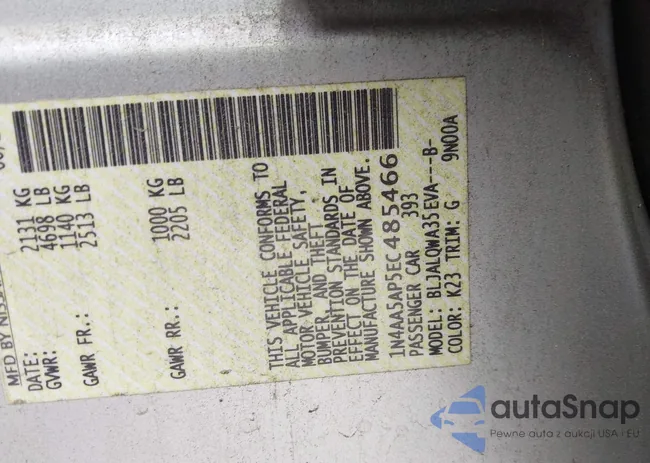 MFD BY NISSA
DATE:
GVWR: 2131 KG
4698 LB
GAWR FR.: 1140 KG
2513 LB
GAWR RR.: 1000 KG
2205 LB
THIS VEHICLE CONFORMS TO
ALL APPLICABLE FEDERAL
MOTOR VEHICLE SAFETY,
BUMPER, AND THEFT
PREVENTION STANDARDS IN
EFFECT ON THE DATE OF
MANUFACTURE SHOWN ABOVE.
1N4AA5AP5EC485466
PASSENGER CAR 393
MODEL: BLJALQWA35EVA---B-
COLOR: K23 TRIM: G 9N00A
autaSnap
Pewne auta z aukcji USA i EU